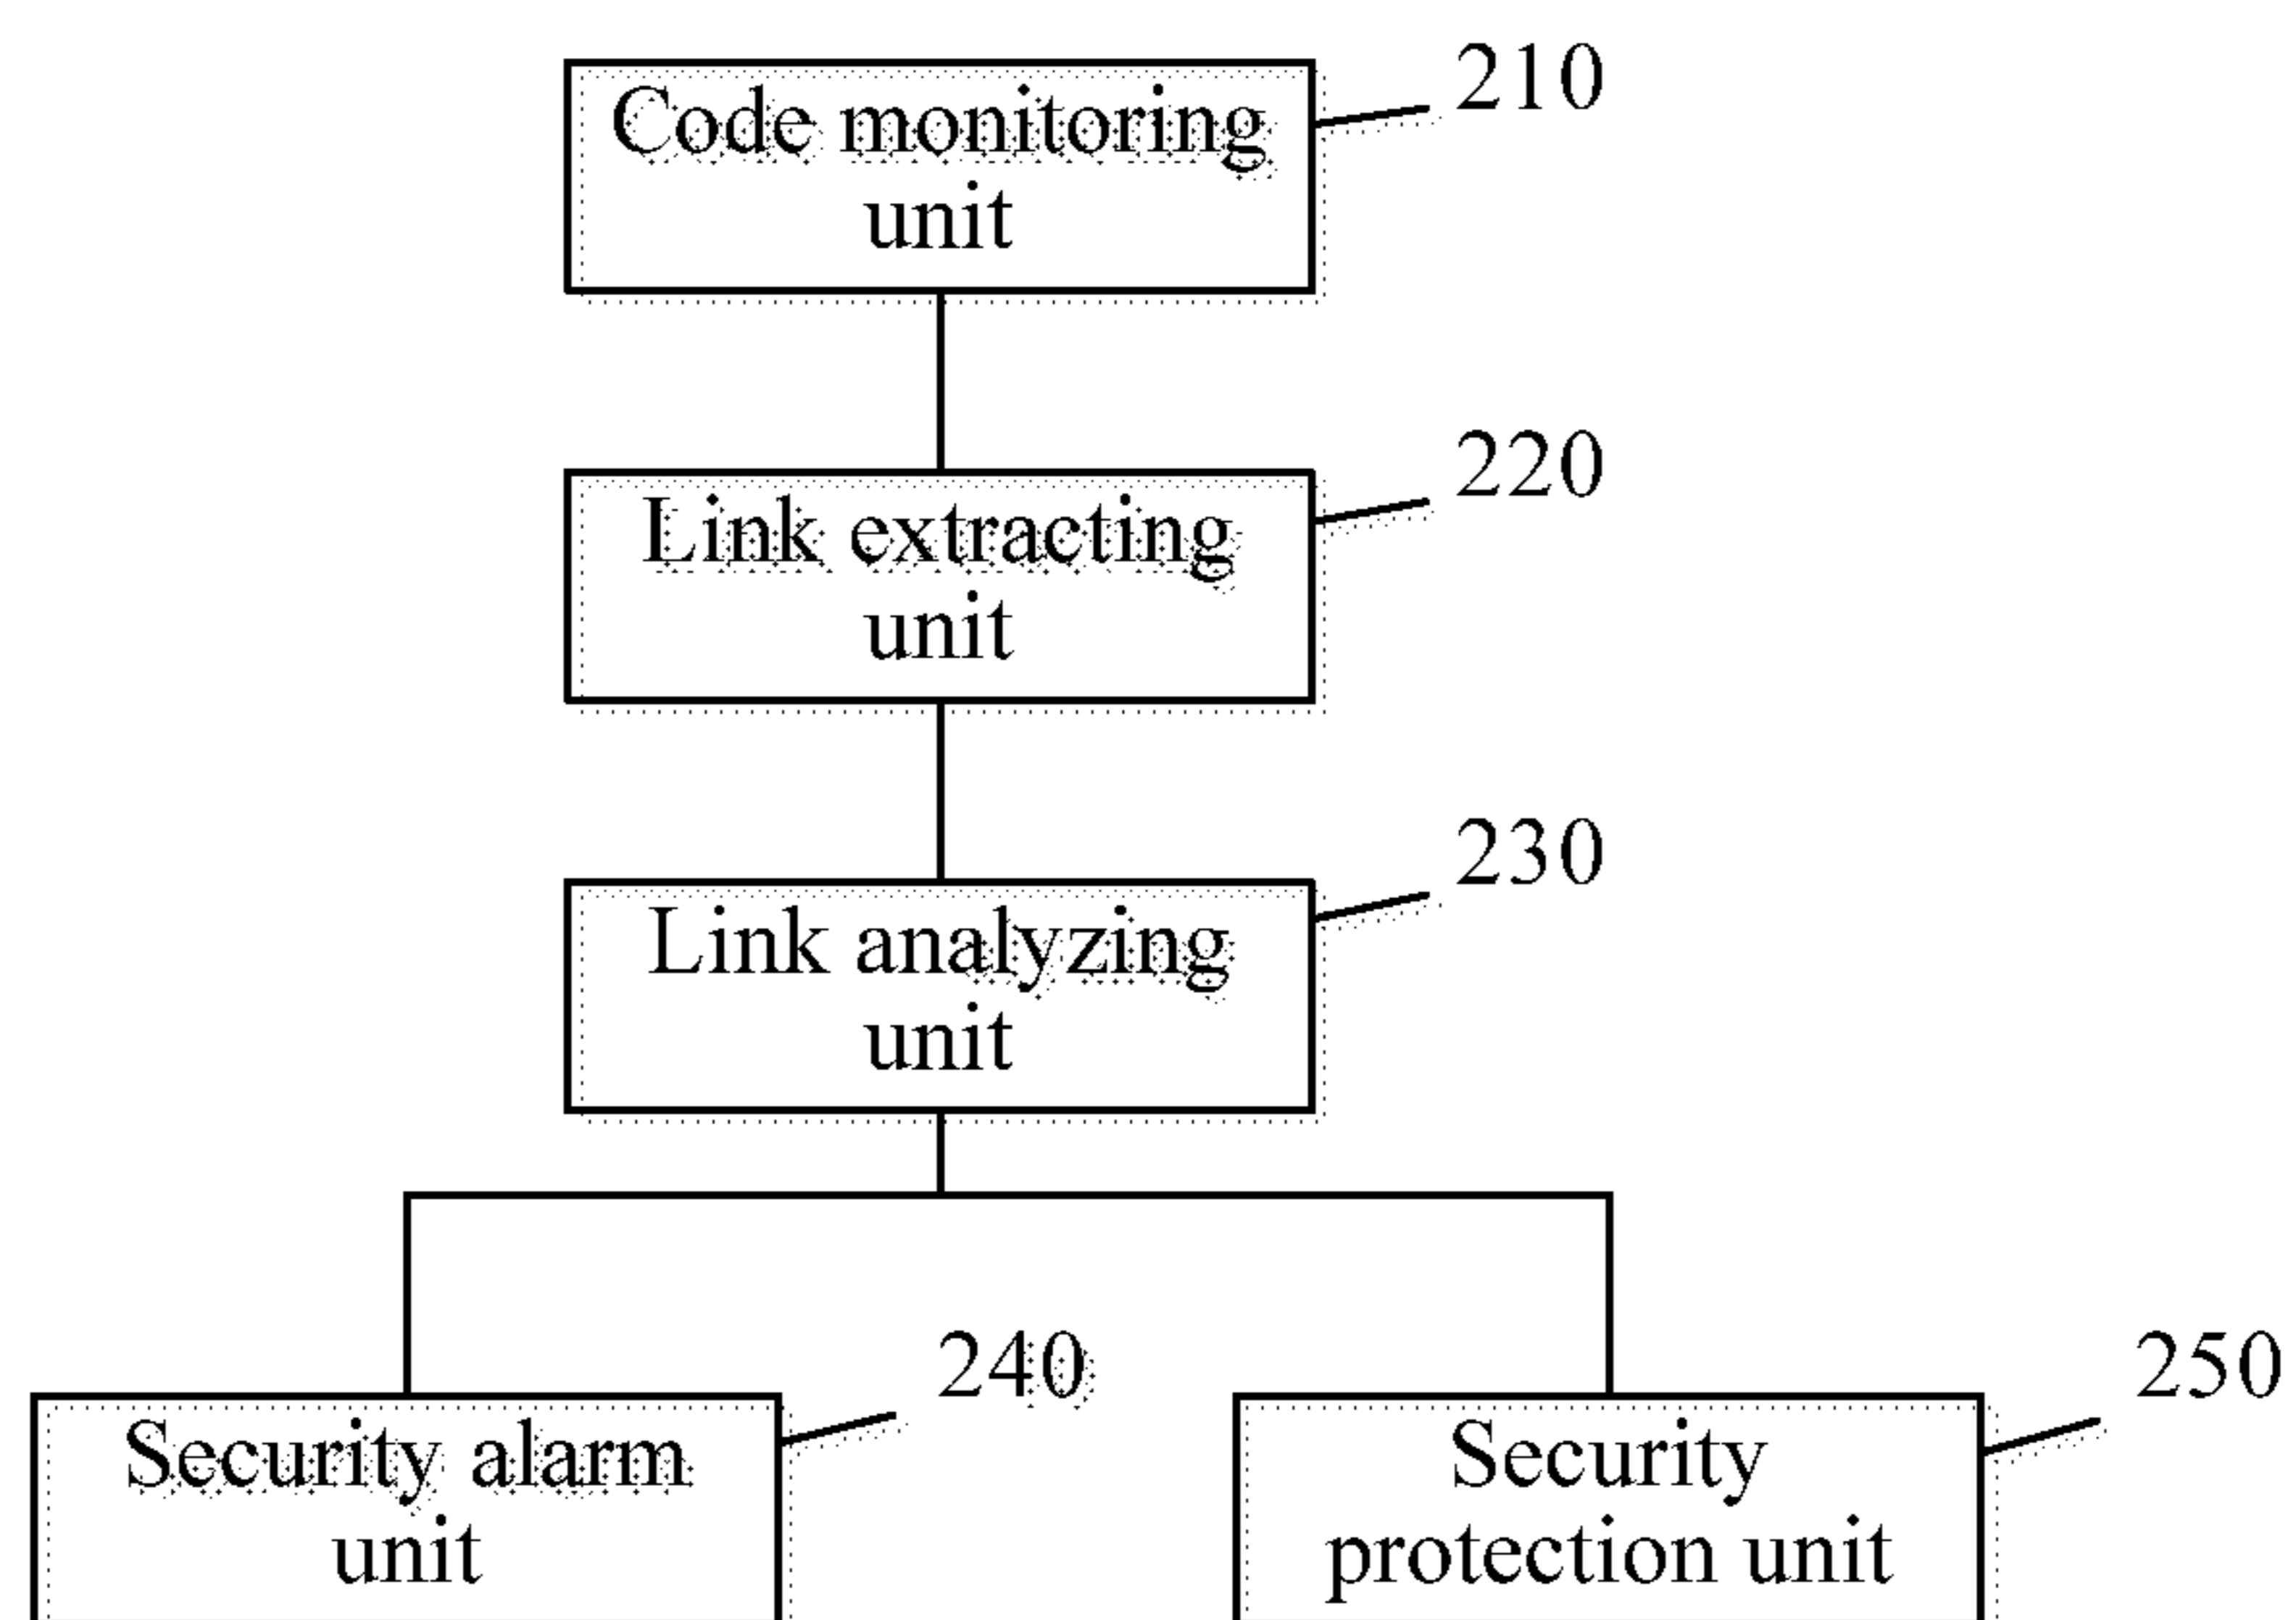 Code monitoring
unit
210
Link extracting
unit
220
Link analyzing
unit
230
Security alarm
unit
240
Security
protection unit
250